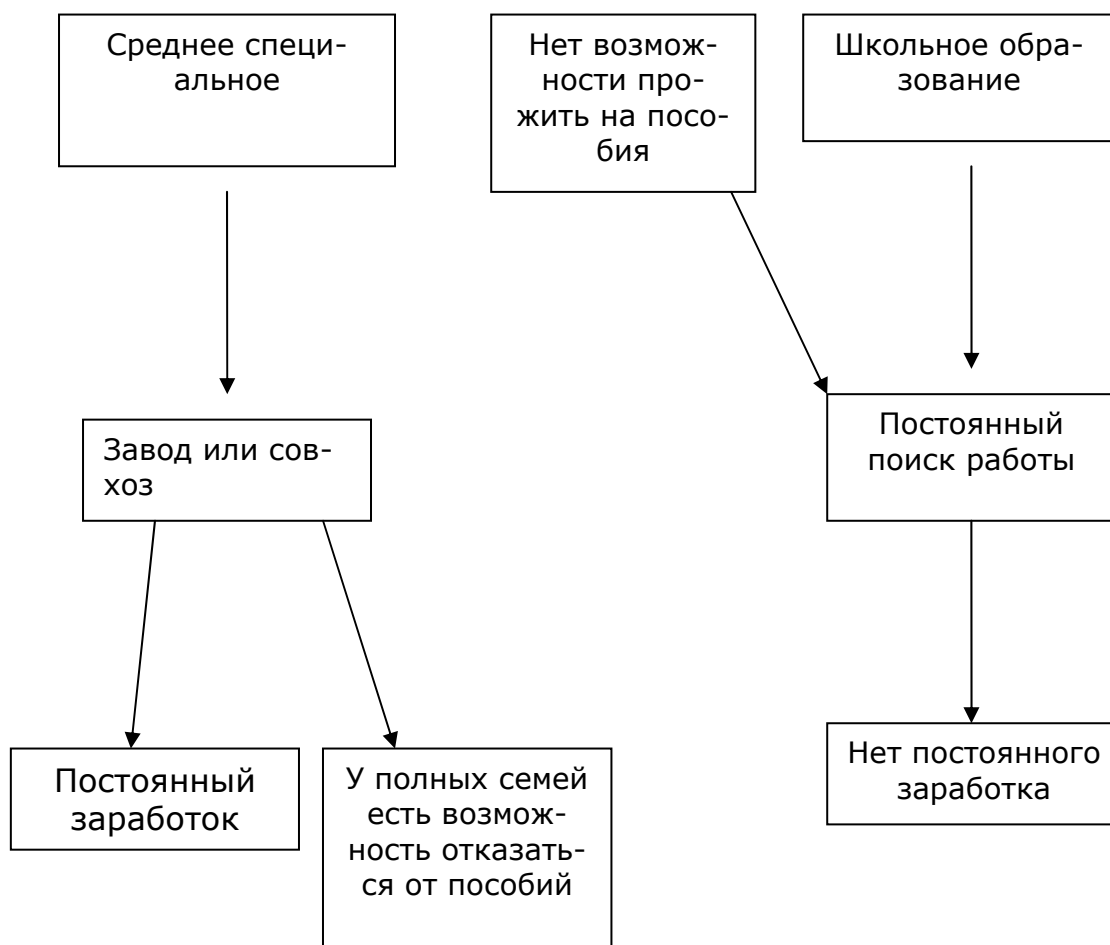 Среднее специ-
альное
Нет возмож-
ности про-
жить на посо-
бия
Школьное обра-
зование
Завод или сов-
хоз
Постоянный
поиск работы
Постоянный
заработок
У полных семей
есть возмож-
ность отказать-
ся от пособий
Нет постоянного
заработка